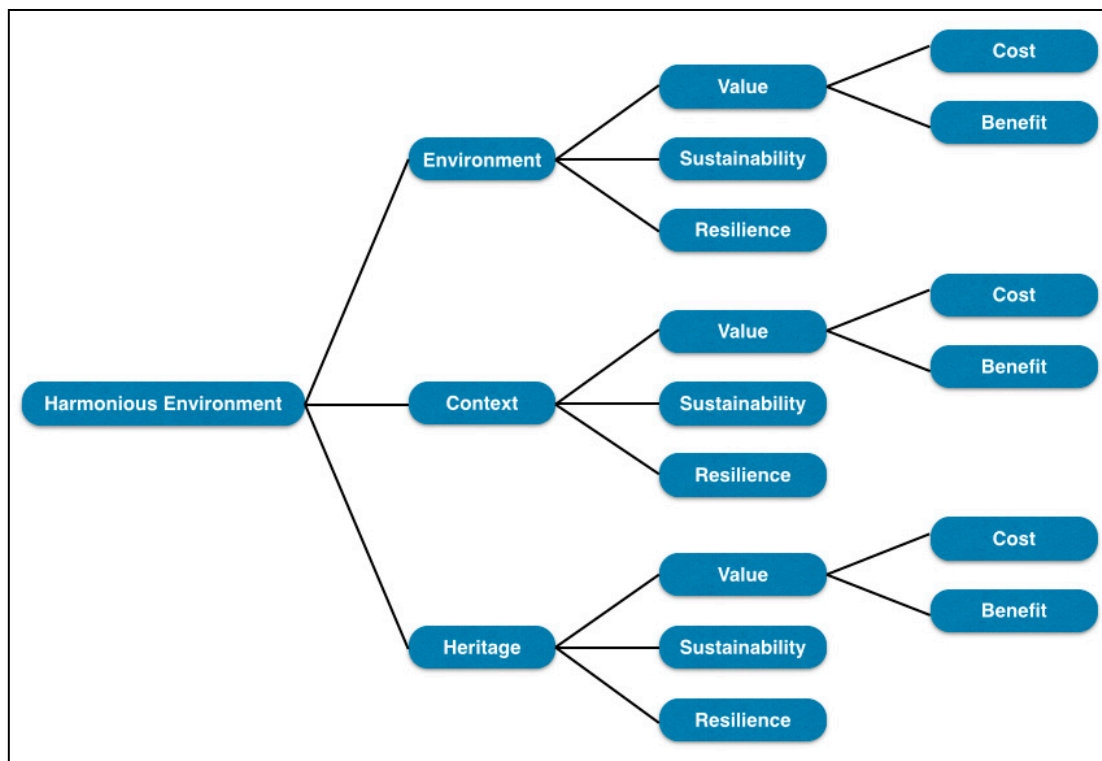 Cost
Value
Benefit
Environment
Sustainability
Resilience
Cost
Value
Benefit
Harmonious Environment
Context
Sustainability
Resilience
Cost
Value
Benefit
Heritage
Sustainability
Resilience